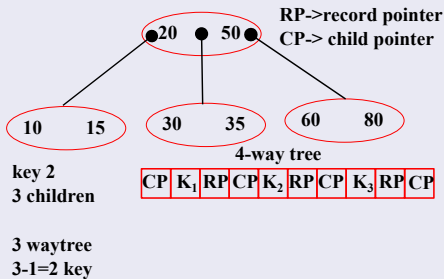 RP->record pointer
CP-> child pointer
20 50
10 15
30 35
60 80
4-way tree
CP K1 RP CP K2 RP CP K3 RP CP
key 2
3 children
3 waytree
3-1=2 key